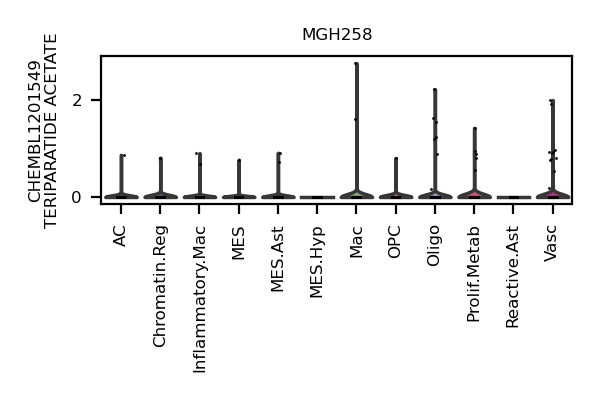 MGH258
CHEMBL1201549
TERIPARATIDE ACETATE
2
0
AC
Chromatin.Reg
Inflammatory.Mac
MES
MES.Ast
MES.Hyp
Mac
OPC
Oligo
Prolif.Metab
Reactive.Ast
Vasc